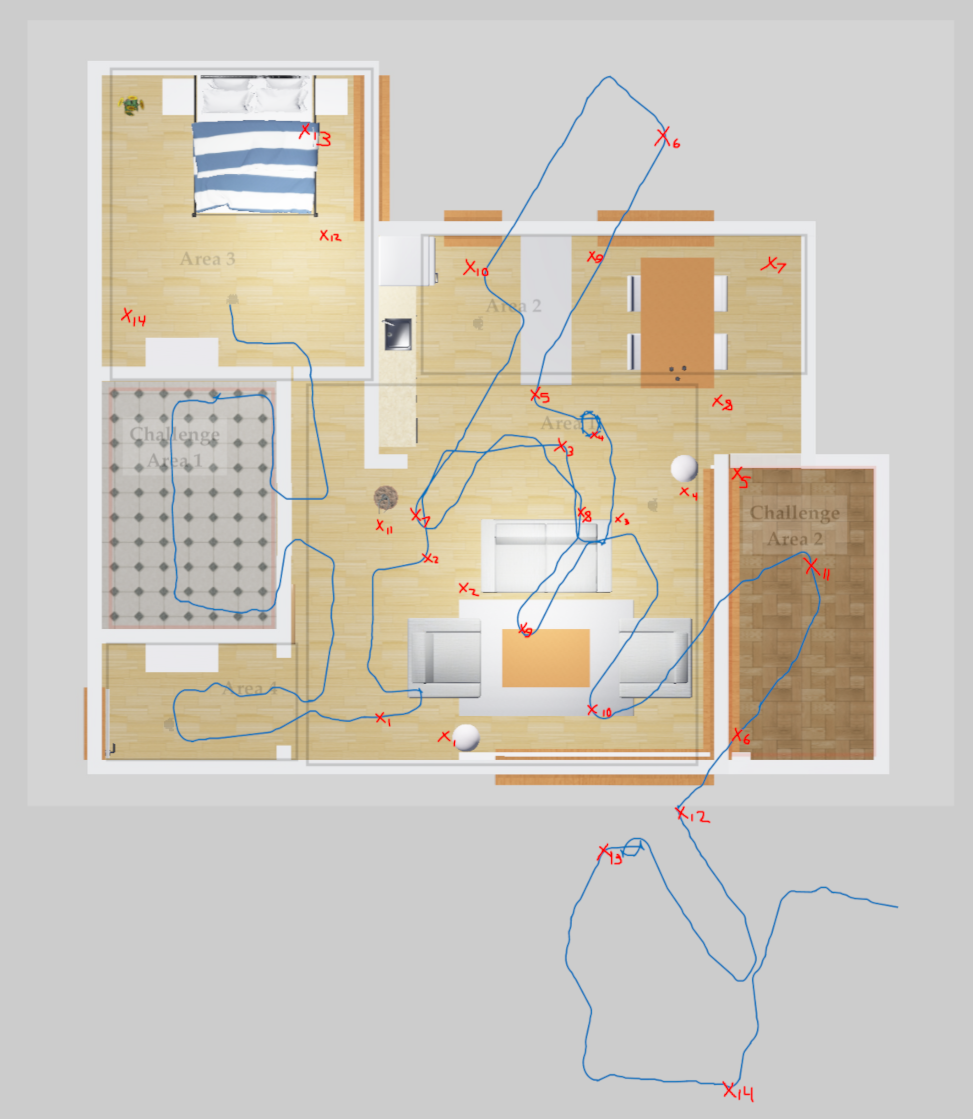 X13
X6
X12
Area 3
X9
X7
X10
Area 2
X14
X5
X8
Area 1
X4
Challenge
Area 1
X3
X5
X4
Challenge
Area 2
X7
X8
X3
X11
X2
X11
X2
X9
Area 4
X10
X1
X1
X6
X12
X13
X14